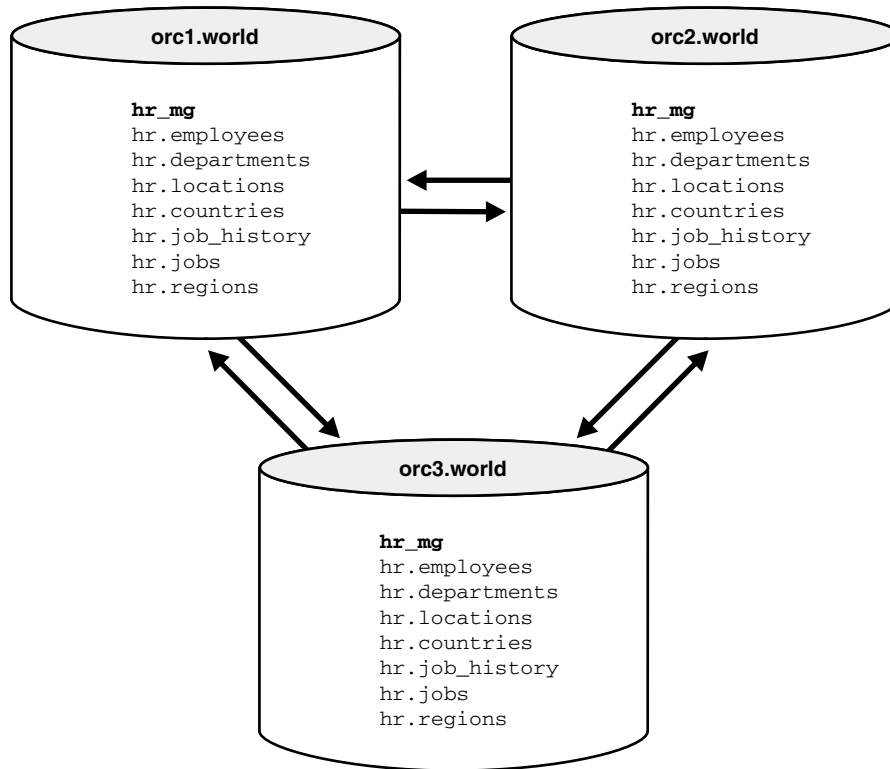 orc1.world
hr_mg
hr.employees
hr.departments
hr.locations
hr.countries
hr.job_history
hr.jobs
hr.regions
orc2.world
hr_mg
hr.employees
hr.departments
hr.locations
hr.countries
hr.job_history
hr.jobs
hr.regions
orc3.world
hr_mg
hr.employees
hr.departments
hr.locations
hr.countries
hr.job_history
hr.jobs
hr.regions